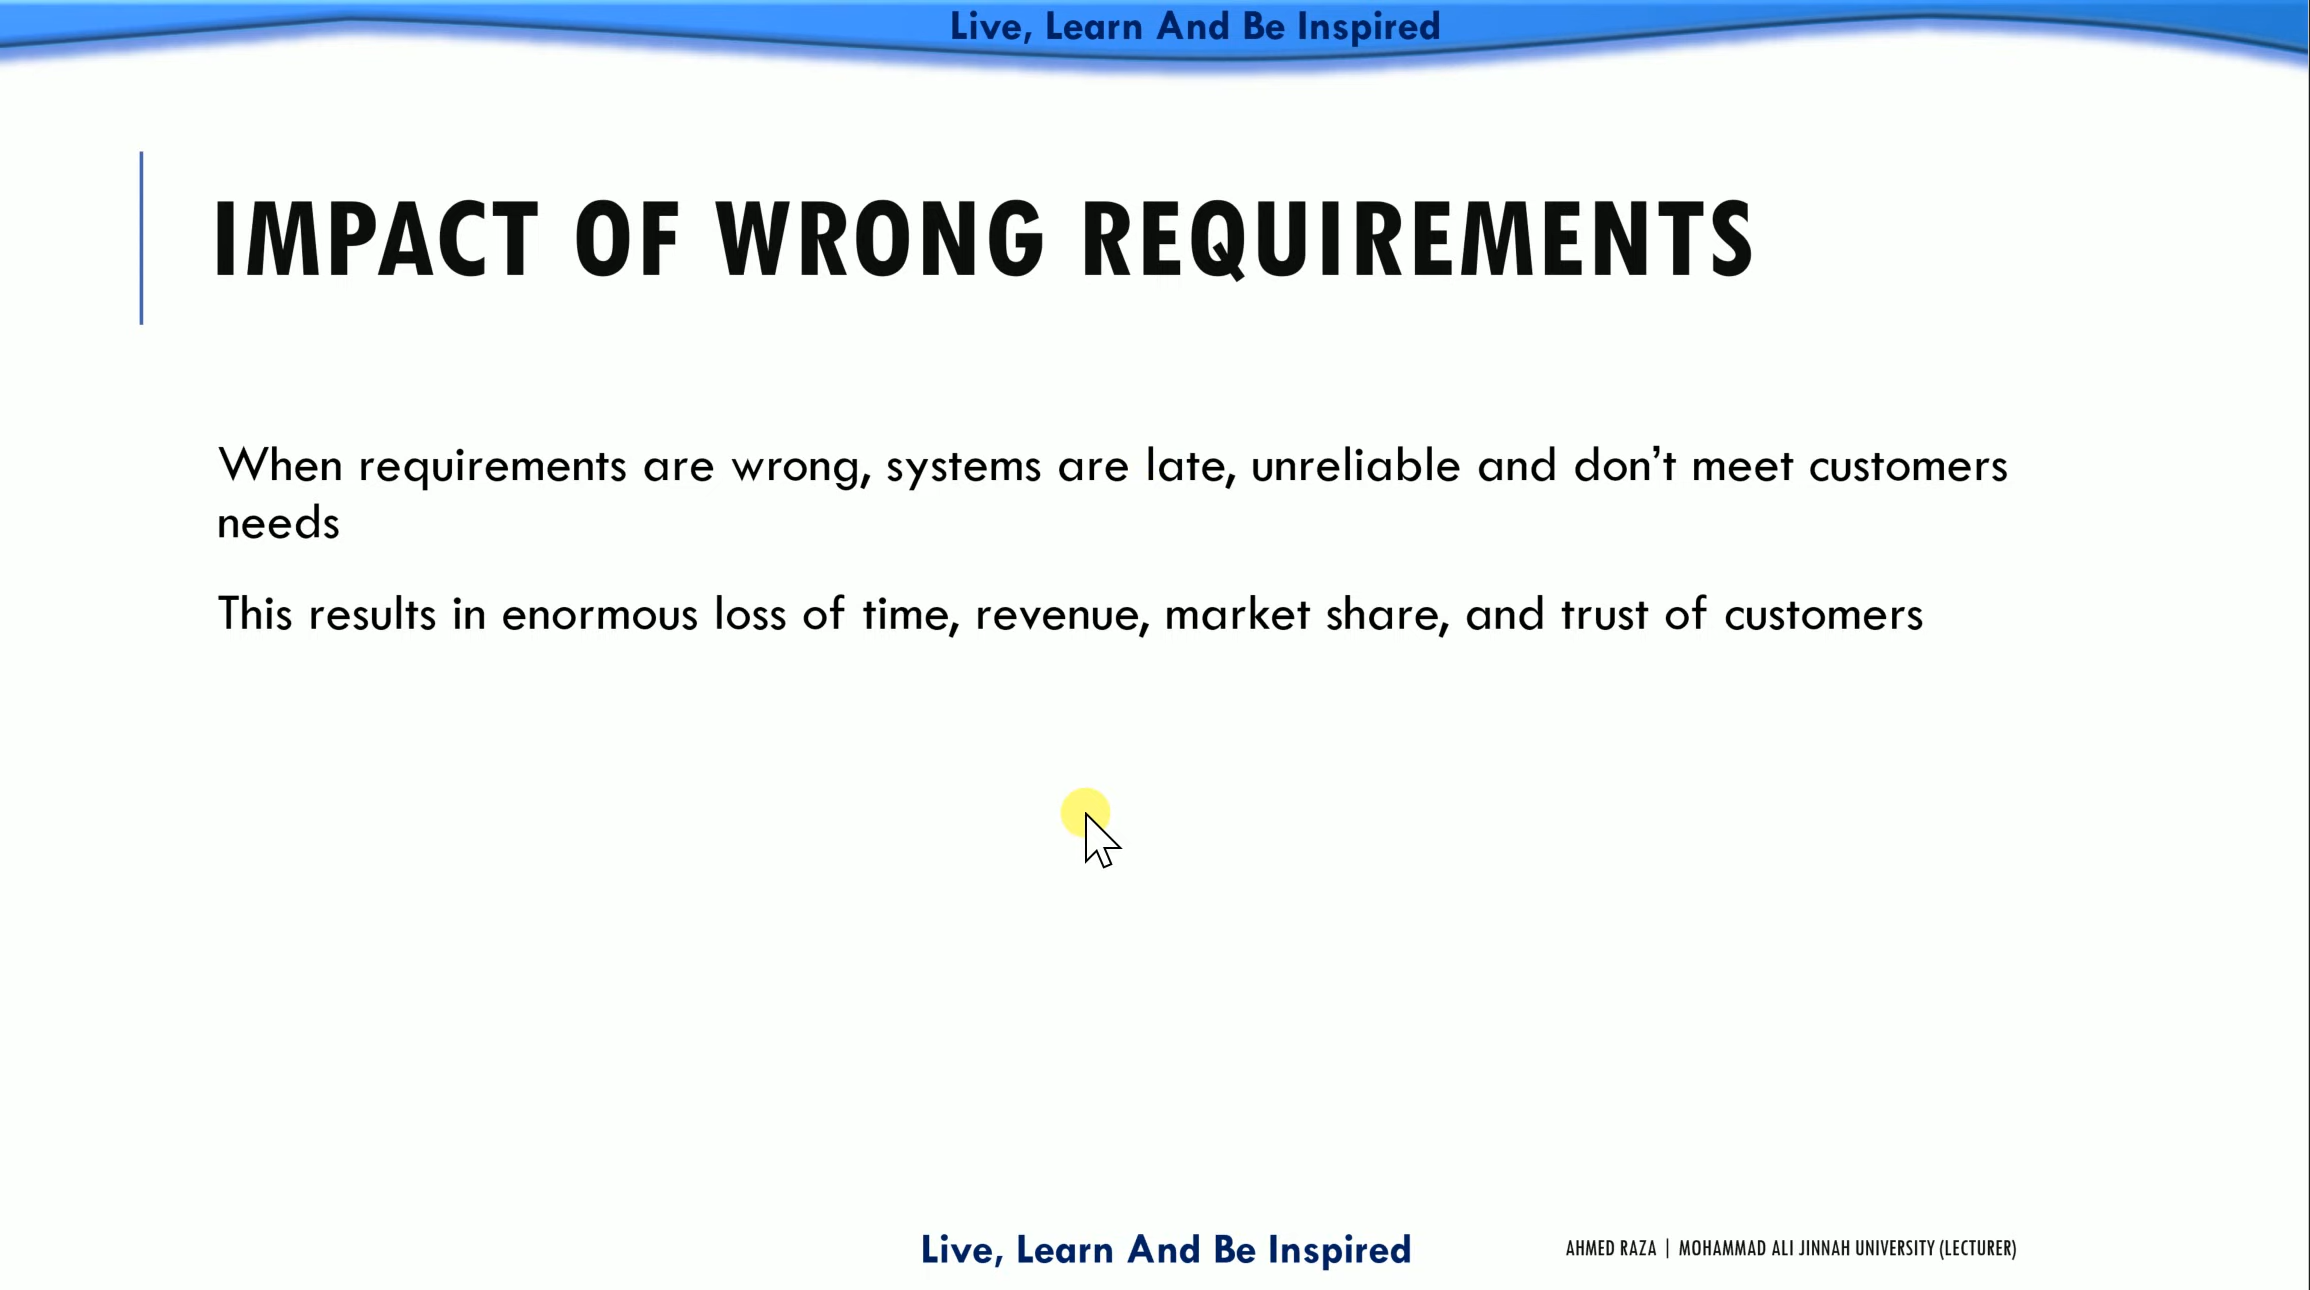 Live, Learn And Be Inspired
IMPACT OF WRONG REQUIREMENTS
When requirements are wrong, systems are late, unreliable and don’t meet customers
needs
This results in enormous loss of time, revenue, market share, and trust of customers
Live, Learn And Be Inspired
AHMED RAZA | MOHAMMAD ALI JINNAH UNIVERSITY (LECTURER)